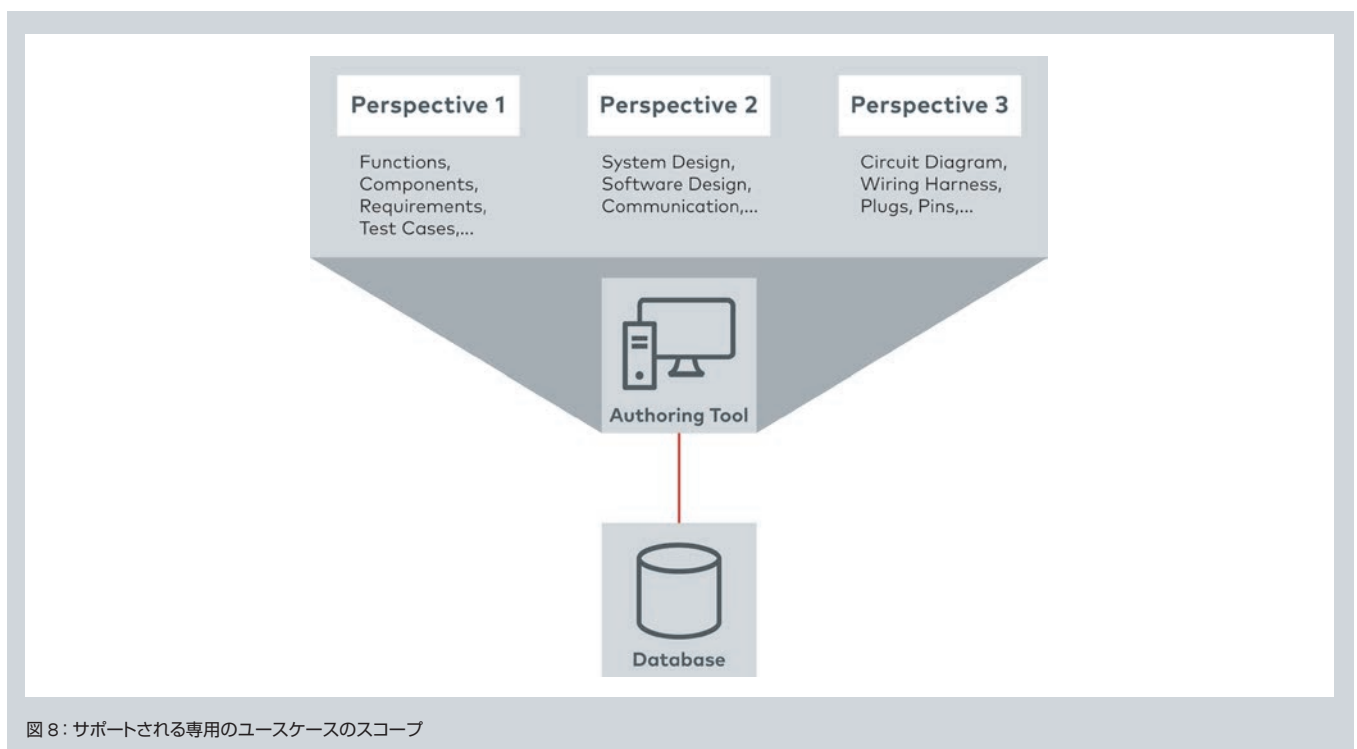 Perspective 1
Functions,
Components,
Requirements,
Test Cases,...
Perspective 2
System Design,
Software Design,
Communication,...
Perspective 3
Circuit Diagram,
Wiring Harness,
Plugs, Pins,...
Authoring Tool
Database
図 8：サポートされる専用のユースケースのスコープ